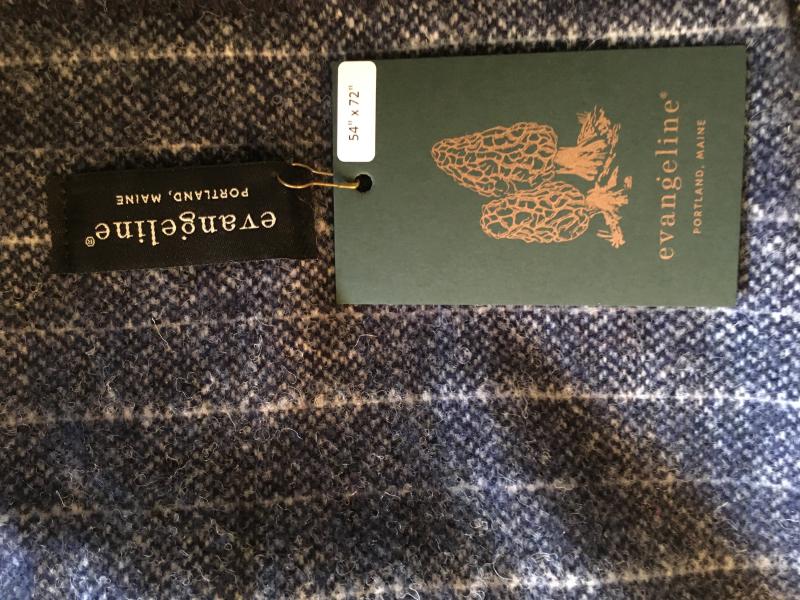 54" x 72"
evangeline®
PORTLAND, MAINE
evangeline®
PORTLAND, MAINE